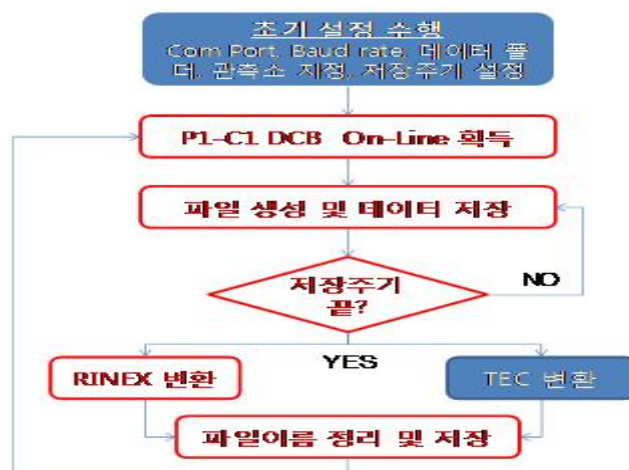 초기 설정 수행
Com Port, Baud rate, 데이터 폴
데, 관측소 지정, 저장주기 설정
P1-C1 DCB On-Line 획득
파일 생성 및 데이터 저장
저장주기
끝?
NO
YES
RINEX 변환
TEC 변환
파일이름 정리 및 저장